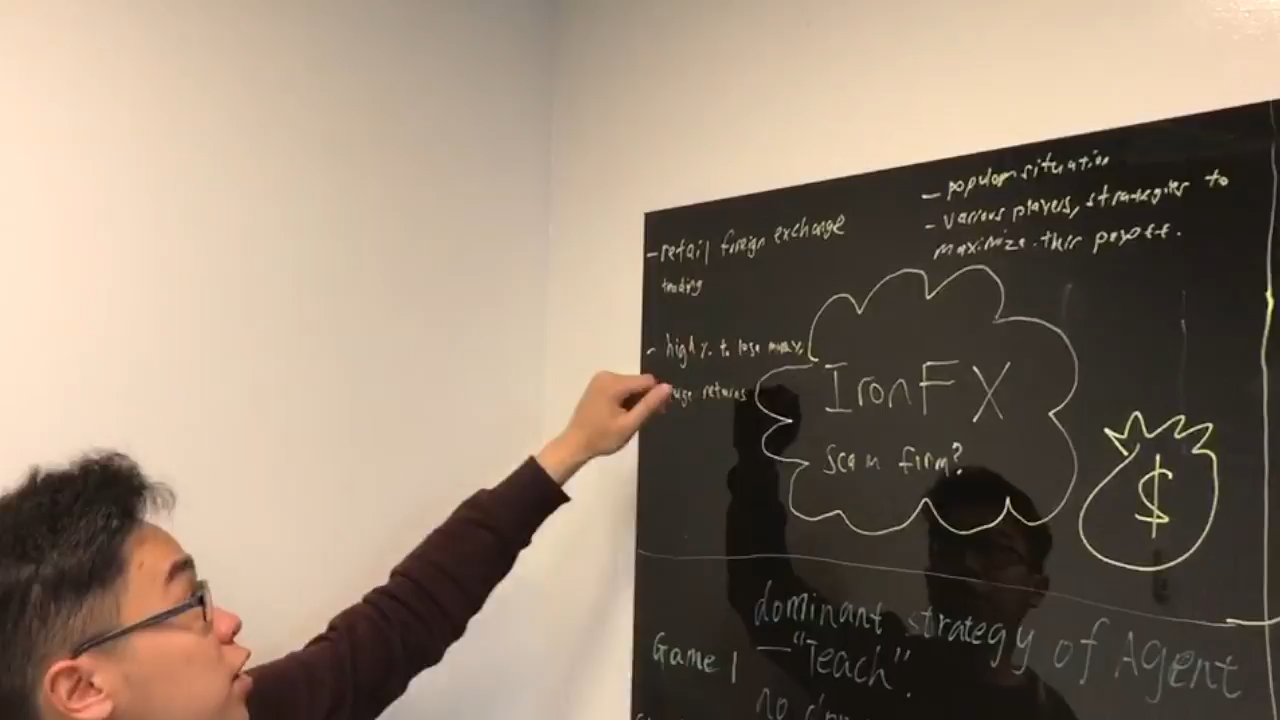 - retail foreign exchange
trading
- high % to lose money
huge returns
- popular situation
- various players, strategies to
maximize their payoff.
IronFX
scam firm?
$
dominant strategy of Agent
Game 1 - "Teach".
no